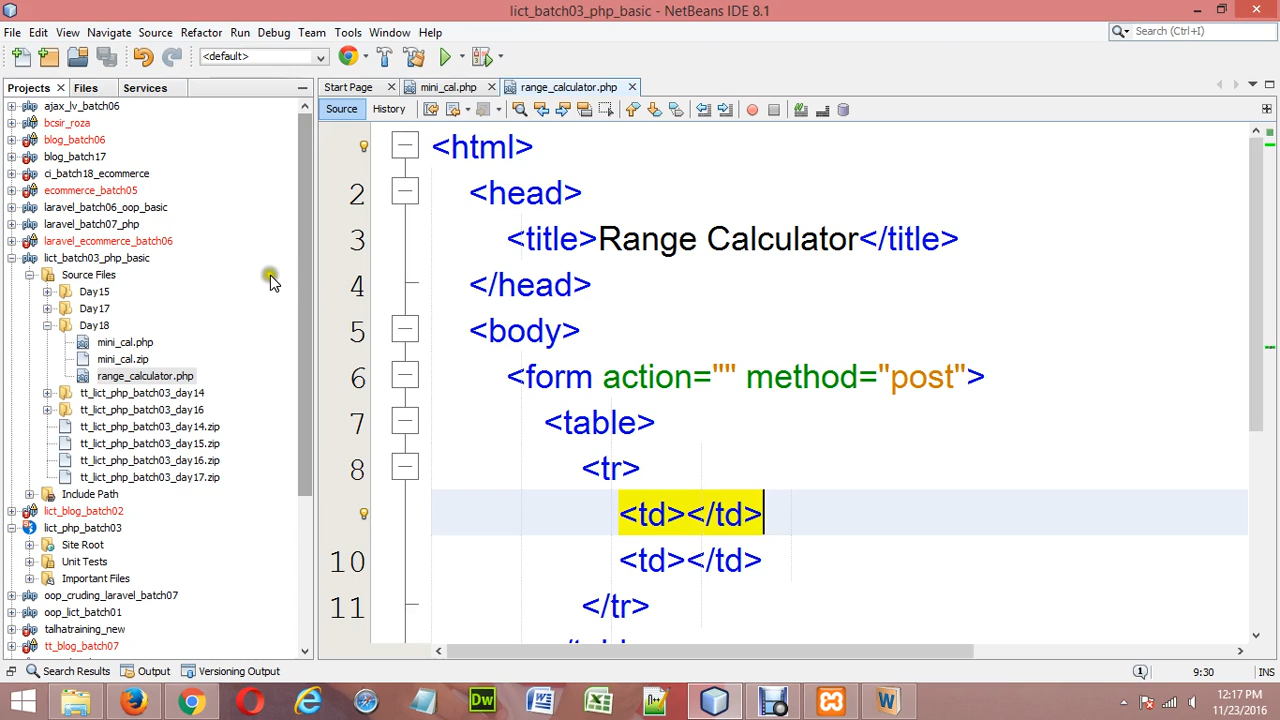 lict_batch03_php_basic - NetBeans IDE 8.1
File Edit View Navigate Source Refactor Run Debug Team Tools Window Help
Search (Ctrl+I)
<default>
Projects Files Services
Start Page mini_cal.php range_calculator.php
Source History
ajax_lv_batch06
bcsir_roza
blog_batch06
blog_batch17
ci_batch18_ecommerce
ecommerce_batch05
laravel_batch06_oop_basic
laravel_batch07_php
laravel_ecommerce_batch06
lict_batch03_php_basic
Source Files
Day15
Day17
Day18
mini_cal.php
mini_cal.zip
range_calculator.php
tt_lict_php_batch03_day14
tt_lict_php_batch03_day16
tt_lict_php_batch03_day14.zip
tt_lict_php_batch03_day15.zip
tt_lict_php_batch03_day16.zip
tt_lict_php_batch03_day17.zip
Include Path
lict_blog_batch02
lict_php_batch03
Site Root
Unit Tests
Important Files
oop_cruding_laravel_batch07
oop_lict_batch01
talhatraining_new
tt_blog_batch07
<html>
2 <head>
3 <title>Range Calculator</title>
4 </head>
5 <body>
6 <form action="" method="post">
7 <table>
8 <tr>
<td></td>
10 <td></td>
11 </tr>
Search Results Output Versioning Output
9:30 INS
12:17 PM
11/23/2016